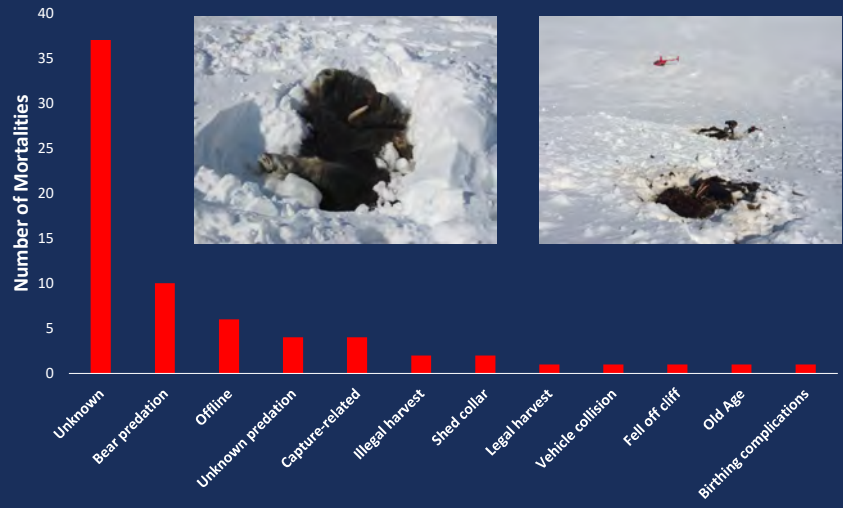 Number of Mortalities
40
35
30
25
20
15
10
5
0
Unknown
Bear predation
Offline
Unknown predation
Capture-related
Illegal harvest
Shed collar
Legal harvest
Vehicle collision
Fell off cliff
Old Age
Birthing complications